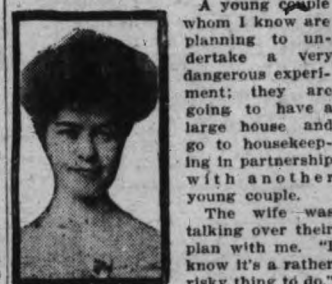 A young couple
whom I know are
planning to un-
dertake a very
dangerous experi-
ment; they are
going to have a
large house and
go to housekeep-
ing in partnership
with another
young couple.
The wife was
talking over their
plan with me. "I
know it's a rather
risky thing to do,"